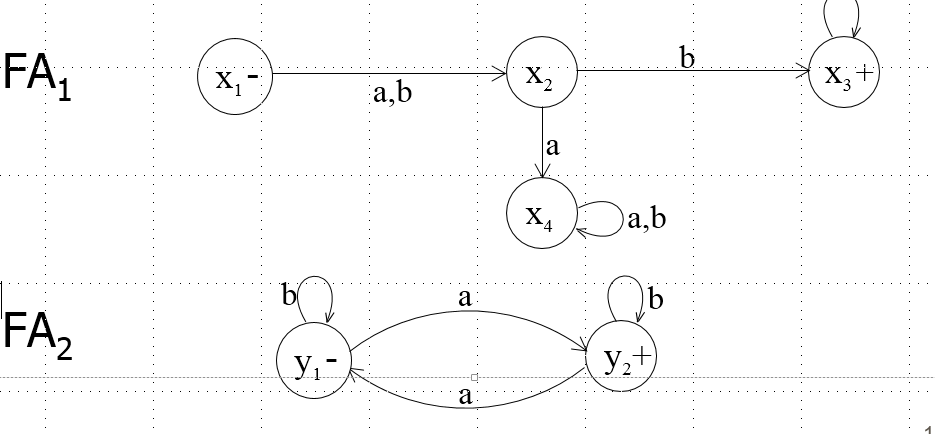 FA₁
x₁-
a,b
x₂
b
x₃+
a
x₄
a,b
FA₂
b
y₁-
a
a
y₂+
b
1